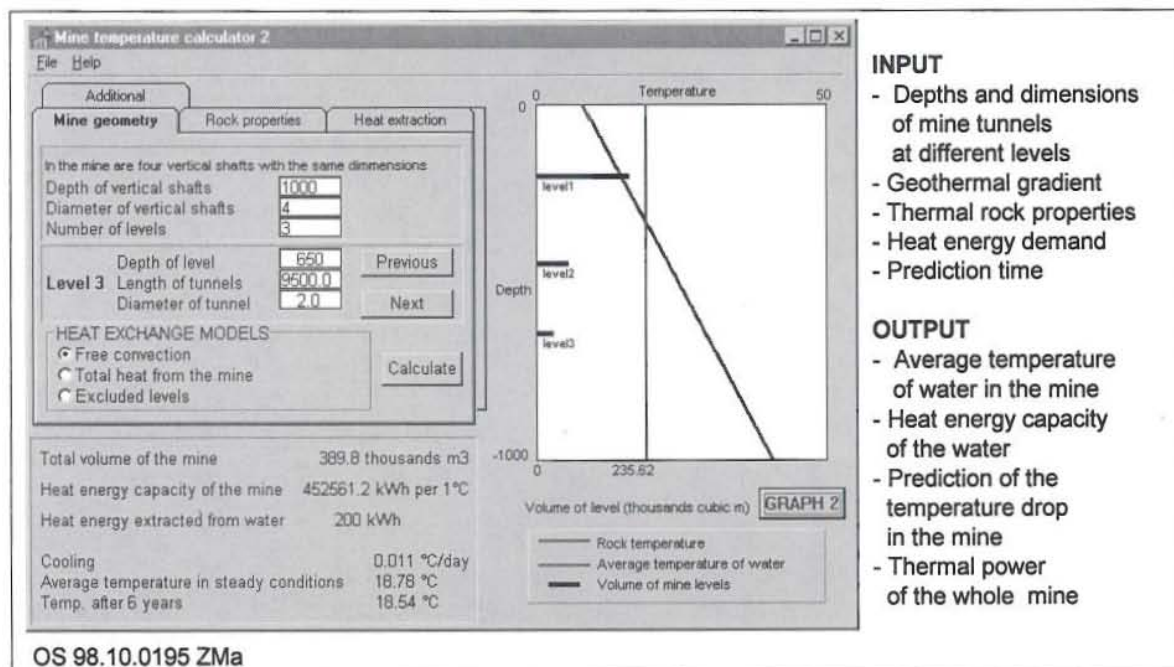 Mine temperature calculator 2
File Help
Additional
Mine geometry
Rock properties
Heat extraction
In the mine are four vertical shafts with the same dimmensions
Depth of vertical shafts 1000
Diameter of vertical shafts 4
Number of levels 3
Level 3
Depth of level 650
Length of tunnels 9500.0
Diameter of tunnel 2.0
Previous
Next
HEAT EXCHANGE MODELS
Free convection
Total heat from the mine
Excluded levels
Calculate
Total volume of the mine 389.8 thousands m3
Heat energy capacity of the mine 452561.2 kWh per 1°C
Heat energy extracted from water 200 kWh
Cooling 0.011 °C/day
Average temperature in steady conditions 18.78 °C
Temp. after 6 years 18.54 °C
0 Temperature 50
0
level1
level2
Depth
level3
-1000
0 235.62
Volume of level (thousands cubic m)
GRAPH 2
Rock temperature
Average temperature of water
Volume of mine levels
INPUT
- Depths and dimensions
of mine tunnels
at different levels
- Geothermal gradient
- Thermal rock properties
- Heat energy demand
- Prediction time
OUTPUT
- Average temperature
of water in the mine
- Heat energy capacity
of the water
- Prediction of the
temperature drop
in the mine
- Thermal power
of the whole mine
OS 98.10.0195 ZMa